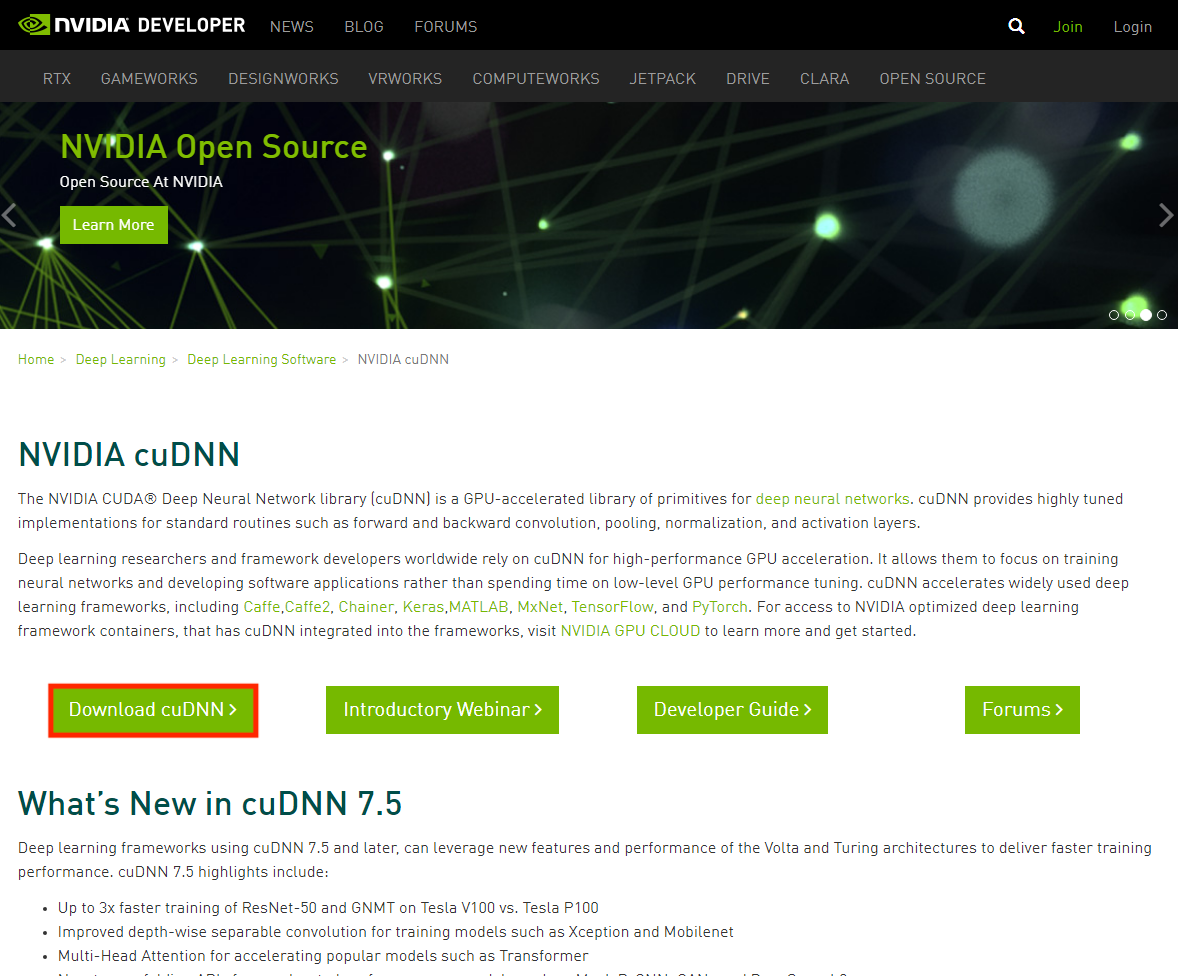 NVIDIA DEVELOPER NEWS BLOG FORUMS Join Login
RTX GAMEWORKS DESIGNWORKS VRWORKS COMPUTEWORKS JETPACK DRIVE CLARA OPEN SOURCE
NVIDIA Open Source
Open Source At NVIDIA
Learn More
Home > Deep Learning > Deep Learning Software > NVIDIA cuDNN
NVIDIA cuDNN
The NVIDIA CUDA® Deep Neural Network library (cuDNN) is a GPU-accelerated library of primitives for deep neural networks. cuDNN provides highly tuned
implementations for standard routines such as forward and backward convolution, pooling, normalization, and activation layers.
Deep learning researchers and framework developers worldwide rely on cuDNN for high-performance GPU acceleration. It allows them to focus on training
neural networks and developing software applications rather than spending time on low-level GPU performance tuning. cuDNN accelerates widely used deep
learning frameworks, including Caffe,Caffe2, Chainer, Keras,MATLAB, MxNet, TensorFlow, and PyTorch. For access to NVIDIA optimized deep learning
framework containers, that has cuDNN integrated into the frameworks, visit NVIDIA GPU CLOUD to learn more and get started.
Download cuDNN > Introductory Webinar > Developer Guide > Forums >
What's New in cuDNN 7.5
Deep learning frameworks using cuDNN 7.5 and later, can leverage new features and performance of the Volta and Turing architectures to deliver faster training
performance. cuDNN 7.5 highlights include:
• Up to 3x faster training of ResNet-50 and GNMT on Tesla V100 vs. Tesla P100
• Improved depth-wise separable convolution for training models such as Xception and Mobilenet
• Multi-Head Attention for accelerating popular models such as Transformer